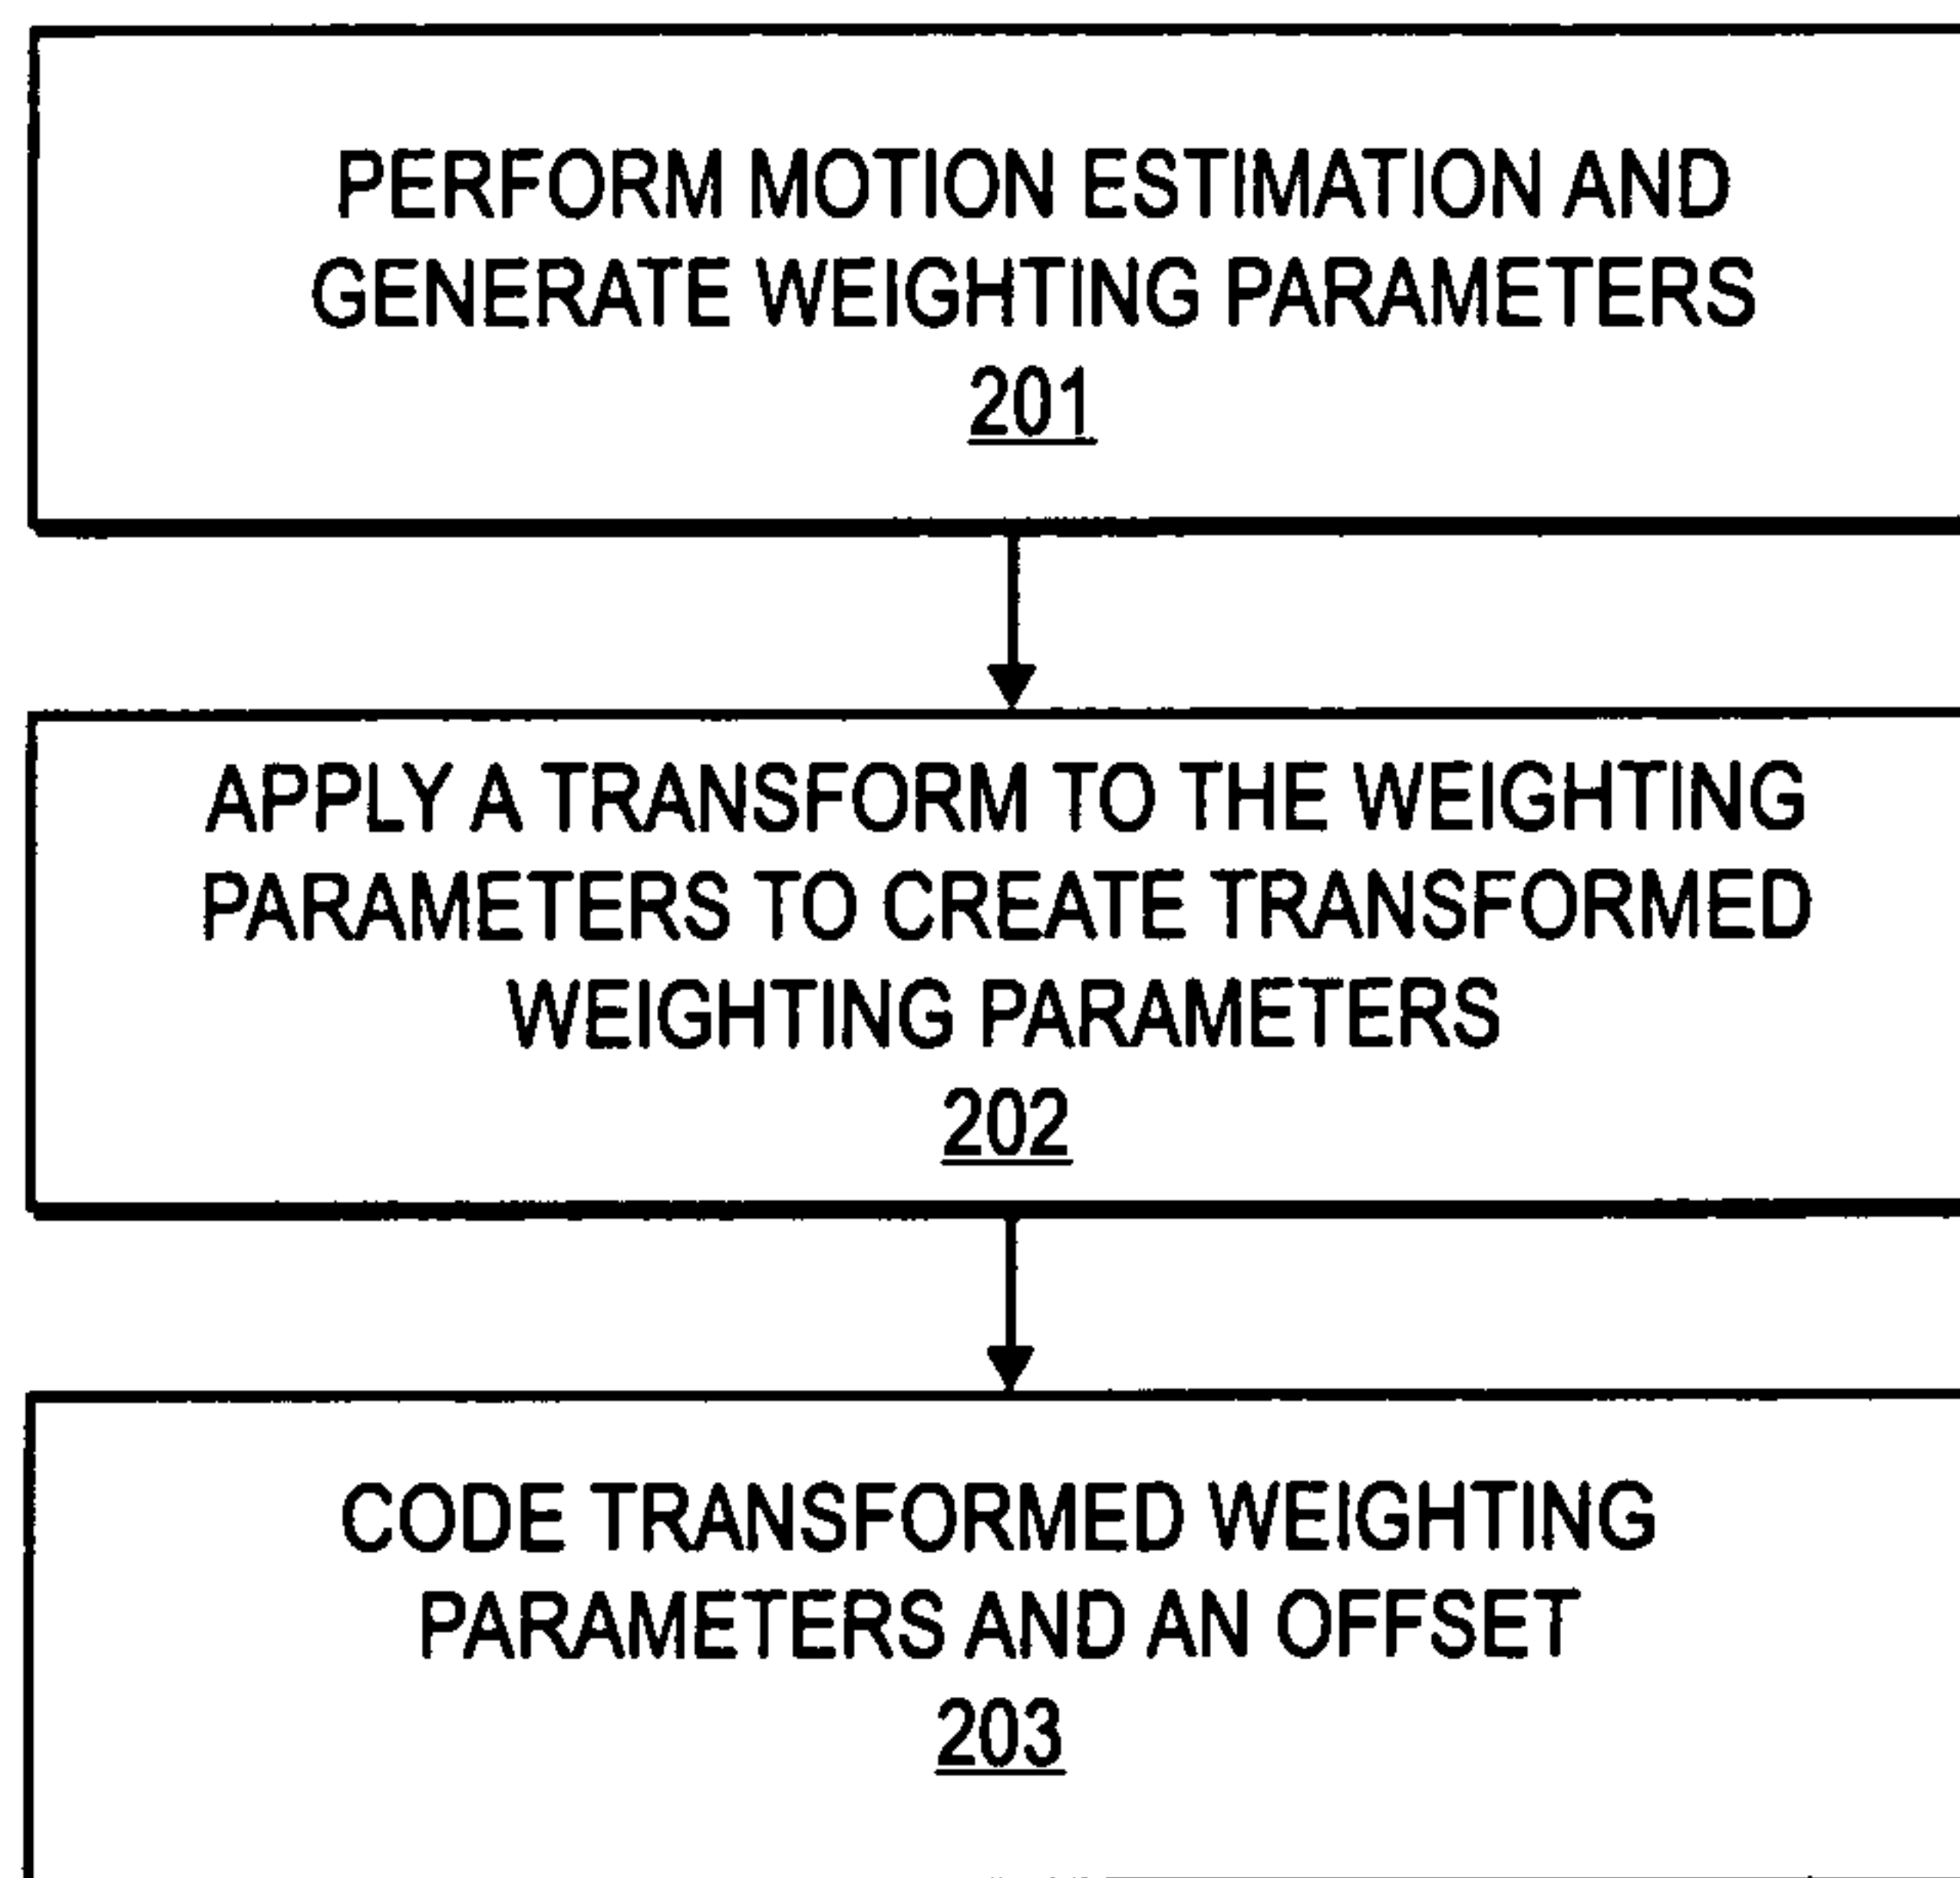 PERFORM MOTION ESTIMATION AND
GENERATE WEIGHTING PARAMETERS
201
APPLY A TRANSFORM TO THE WEIGHTING
PARAMETERS TO CREATE TRANSFORMED
WEIGHTING PARAMETERS
202
CODE TRANSFORMED WEIGHTING
PARAMETERS AND AN OFFSET
203